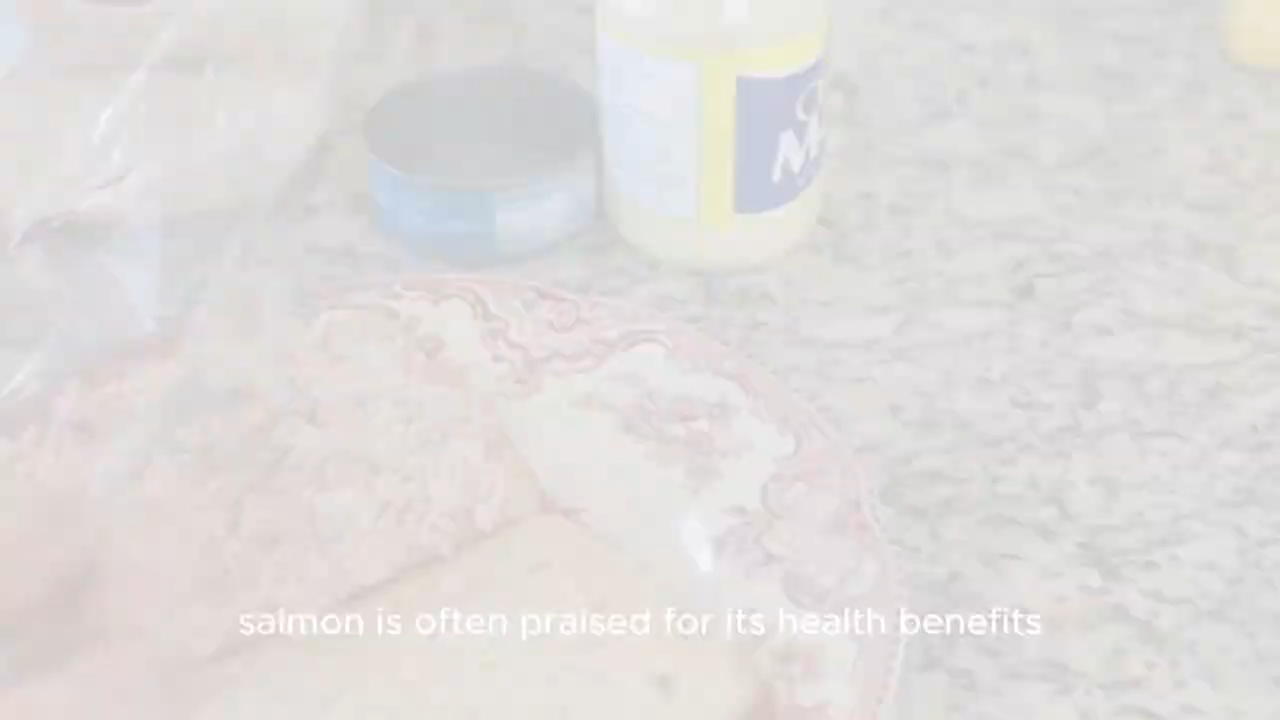 salmon is often praised for its health benefits